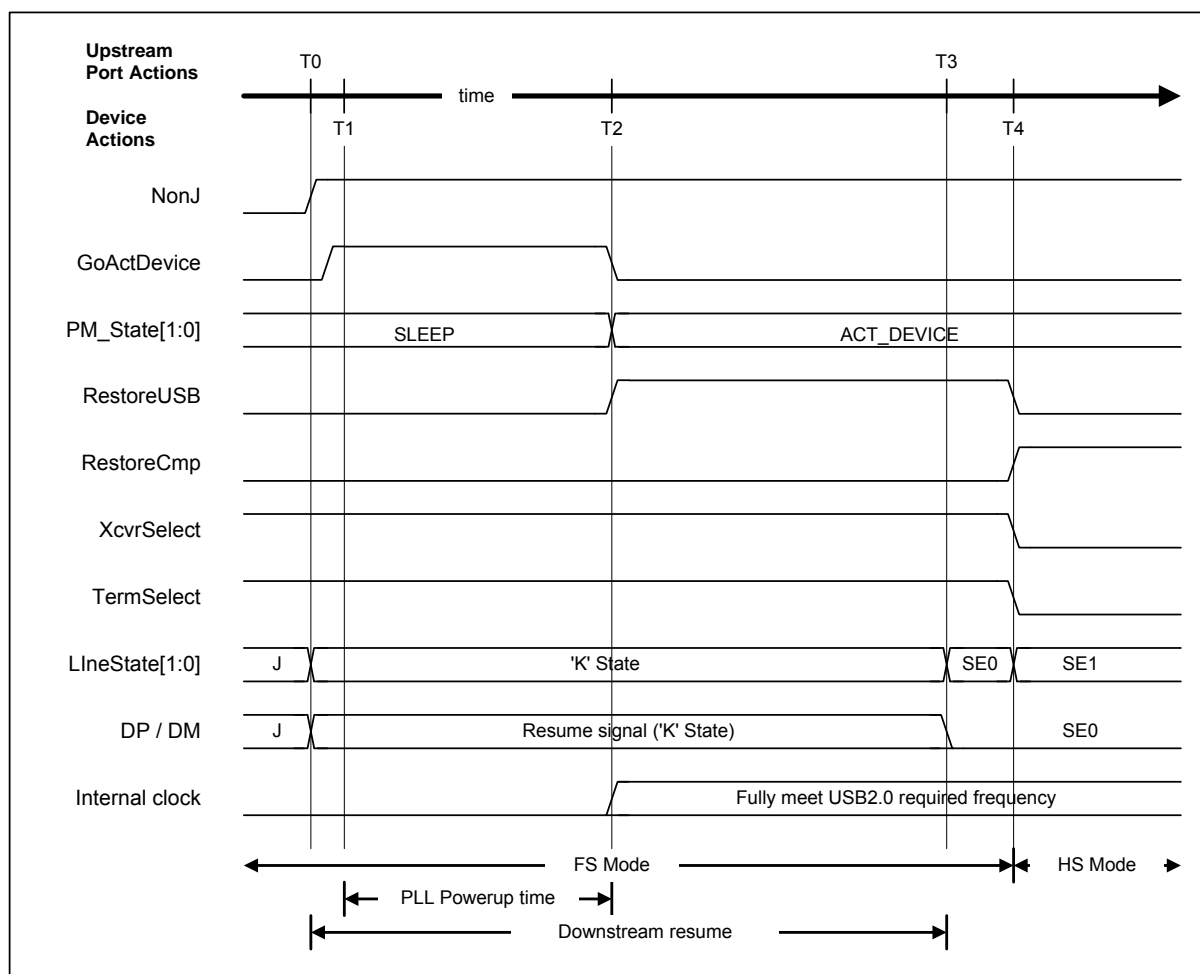 Upstream
Port Actions
T0
T3
time
Device
Actions
T1
T2
T4
NonJ
GoActDevice
PM_State[1:0]
SLEEP
ACT_DEVICE
RestoreUSB
RestoreCmp
XcvrSelect
TermSelect
LIneState[1:0]
J
'K' State
SE0
SE1
DP / DM
J
Resume signal ('K' State)
SE0
Internal clock
Fully meet USB2.0 required frequency
FS Mode
HS Mode
PLL Powerup time
Downstream resume